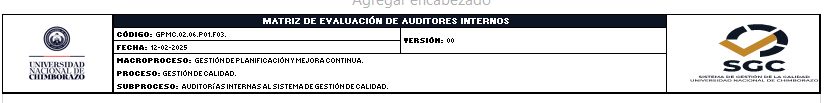 Agregar encabezado
MATRIZ DE EVALUACIÓN DE AUDITORES INTERNOS
CÓDIGO: GPMC.02.06.P01.F03.
VERSIÓN: 00
FECHA: 12-02-2025
MACROPROCESO: GESTIÓN DE PLANIFICACIÓN Y MEJORA CONTINUA.
PROCESO: GESTIÓN DE CALIDAD.
SUBPROCESO: AUDITORÍAS INTERNAS AL SISTEMA DE GESTIÓN DE CALIDAD.
UNIVERSIDAD
NACIONAL DE
CHIMBORAZO
SGC
SISTEMA DE GESTIÓN DE LA CALIDAD
UNIVERSIDAD NACIONAL DE CHIMBORAZO